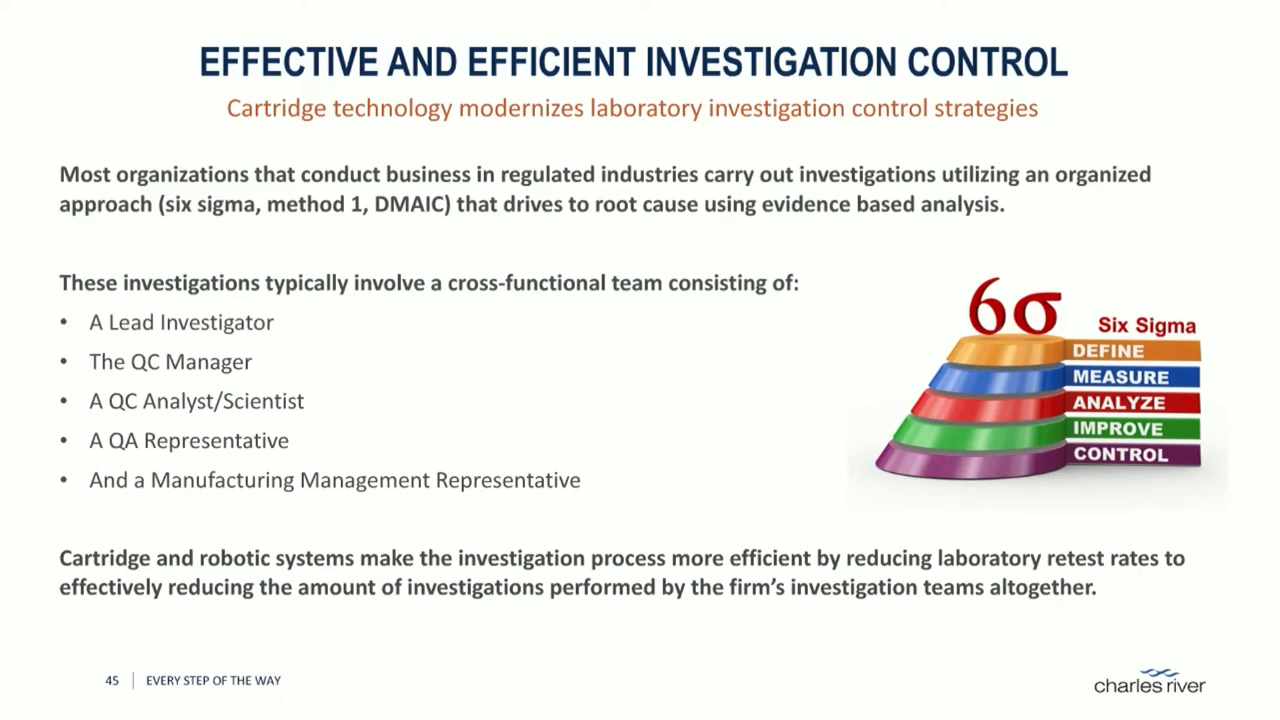 EFFECTIVE AND EFFICIENT INVESTIGATION CONTROL
Cartridge technology modernizes laboratory investigation control strategies
Most organizations that conduct business in regulated industries carry out investigations utilizing an organized
approach (six sigma, method 1, DMAIC) that drives to root cause using evidence based analysis.
These investigations typically involve a cross-functional team consisting of:
• A Lead Investigator
• The QC Manager
• A QC Analyst/Scientist
• A QA Representative
• And a Manufacturing Management Representative
6σ
Six Sigma
DEFINE
MEASURE
ANALYZE
IMPROVE
CONTROL
Cartridge and robotic systems make the investigation process more efficient by reducing laboratory retest rates to
effectively reducing the amount of investigations performed by the firm's investigation teams altogether.
45 EVERY STEP OF THE WAY
charles river